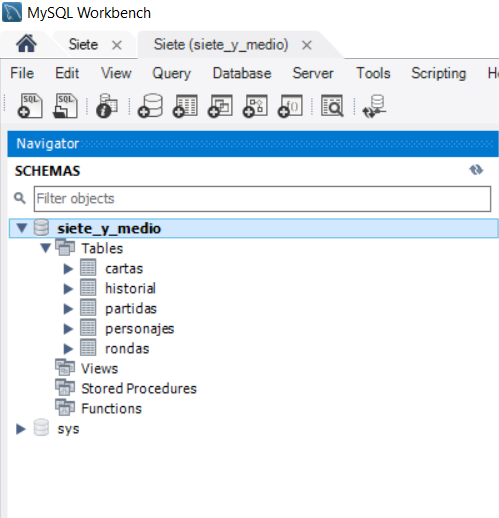 MySQL Workbench
Siete × Siete (siete_y_medio) ×
File Edit View Query Database Server Tools Scripting
SQL SQL f()
Navigator
SCHEMAS
Filter objects
siete_y_medio
Tables
cartas
historial
partidas
personajes
rondas
Views
Stored Procedures
Functions
sys